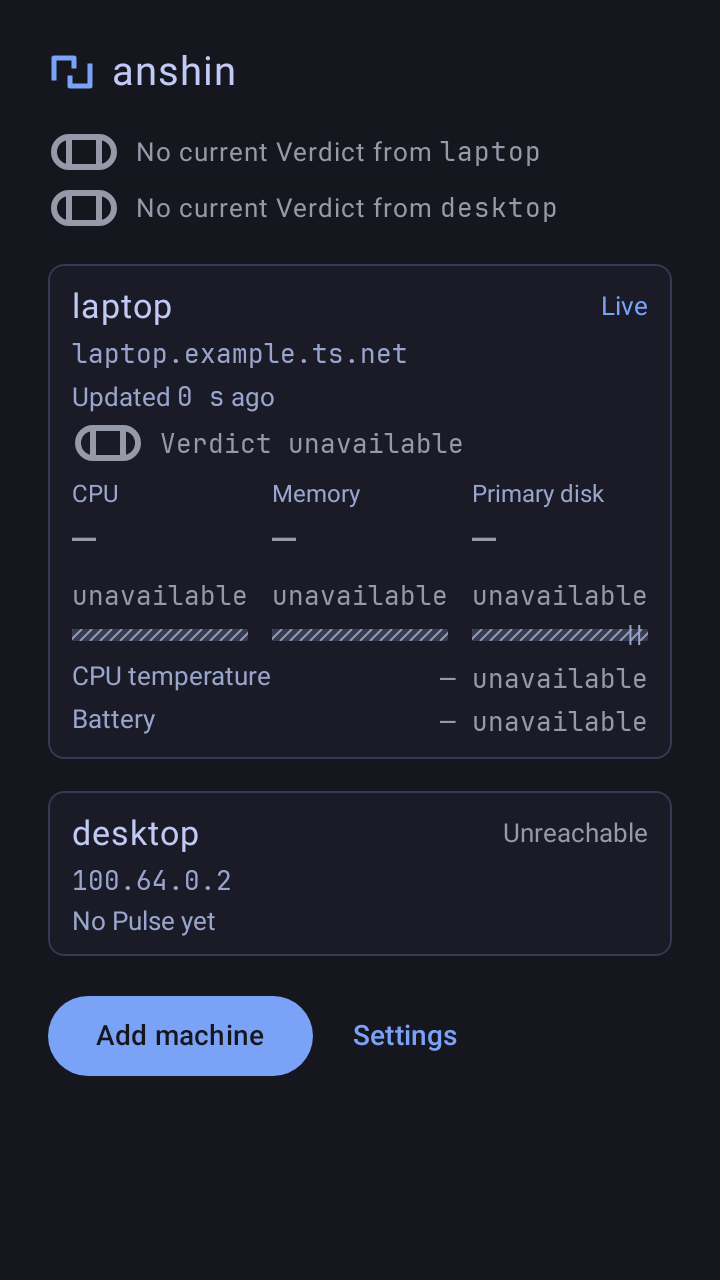 anshin
No current Verdict from laptop
No current Verdict from desktop
laptop Live
laptop.example.ts.net
Updated 0 s ago
Verdict unavailable
CPU Memory Primary disk
— — —
unavailable unavailable unavailable
CPU temperature — unavailable
Battery — unavailable
desktop Unreachable
100.64.0.2
No Pulse yet
Add machine Settings